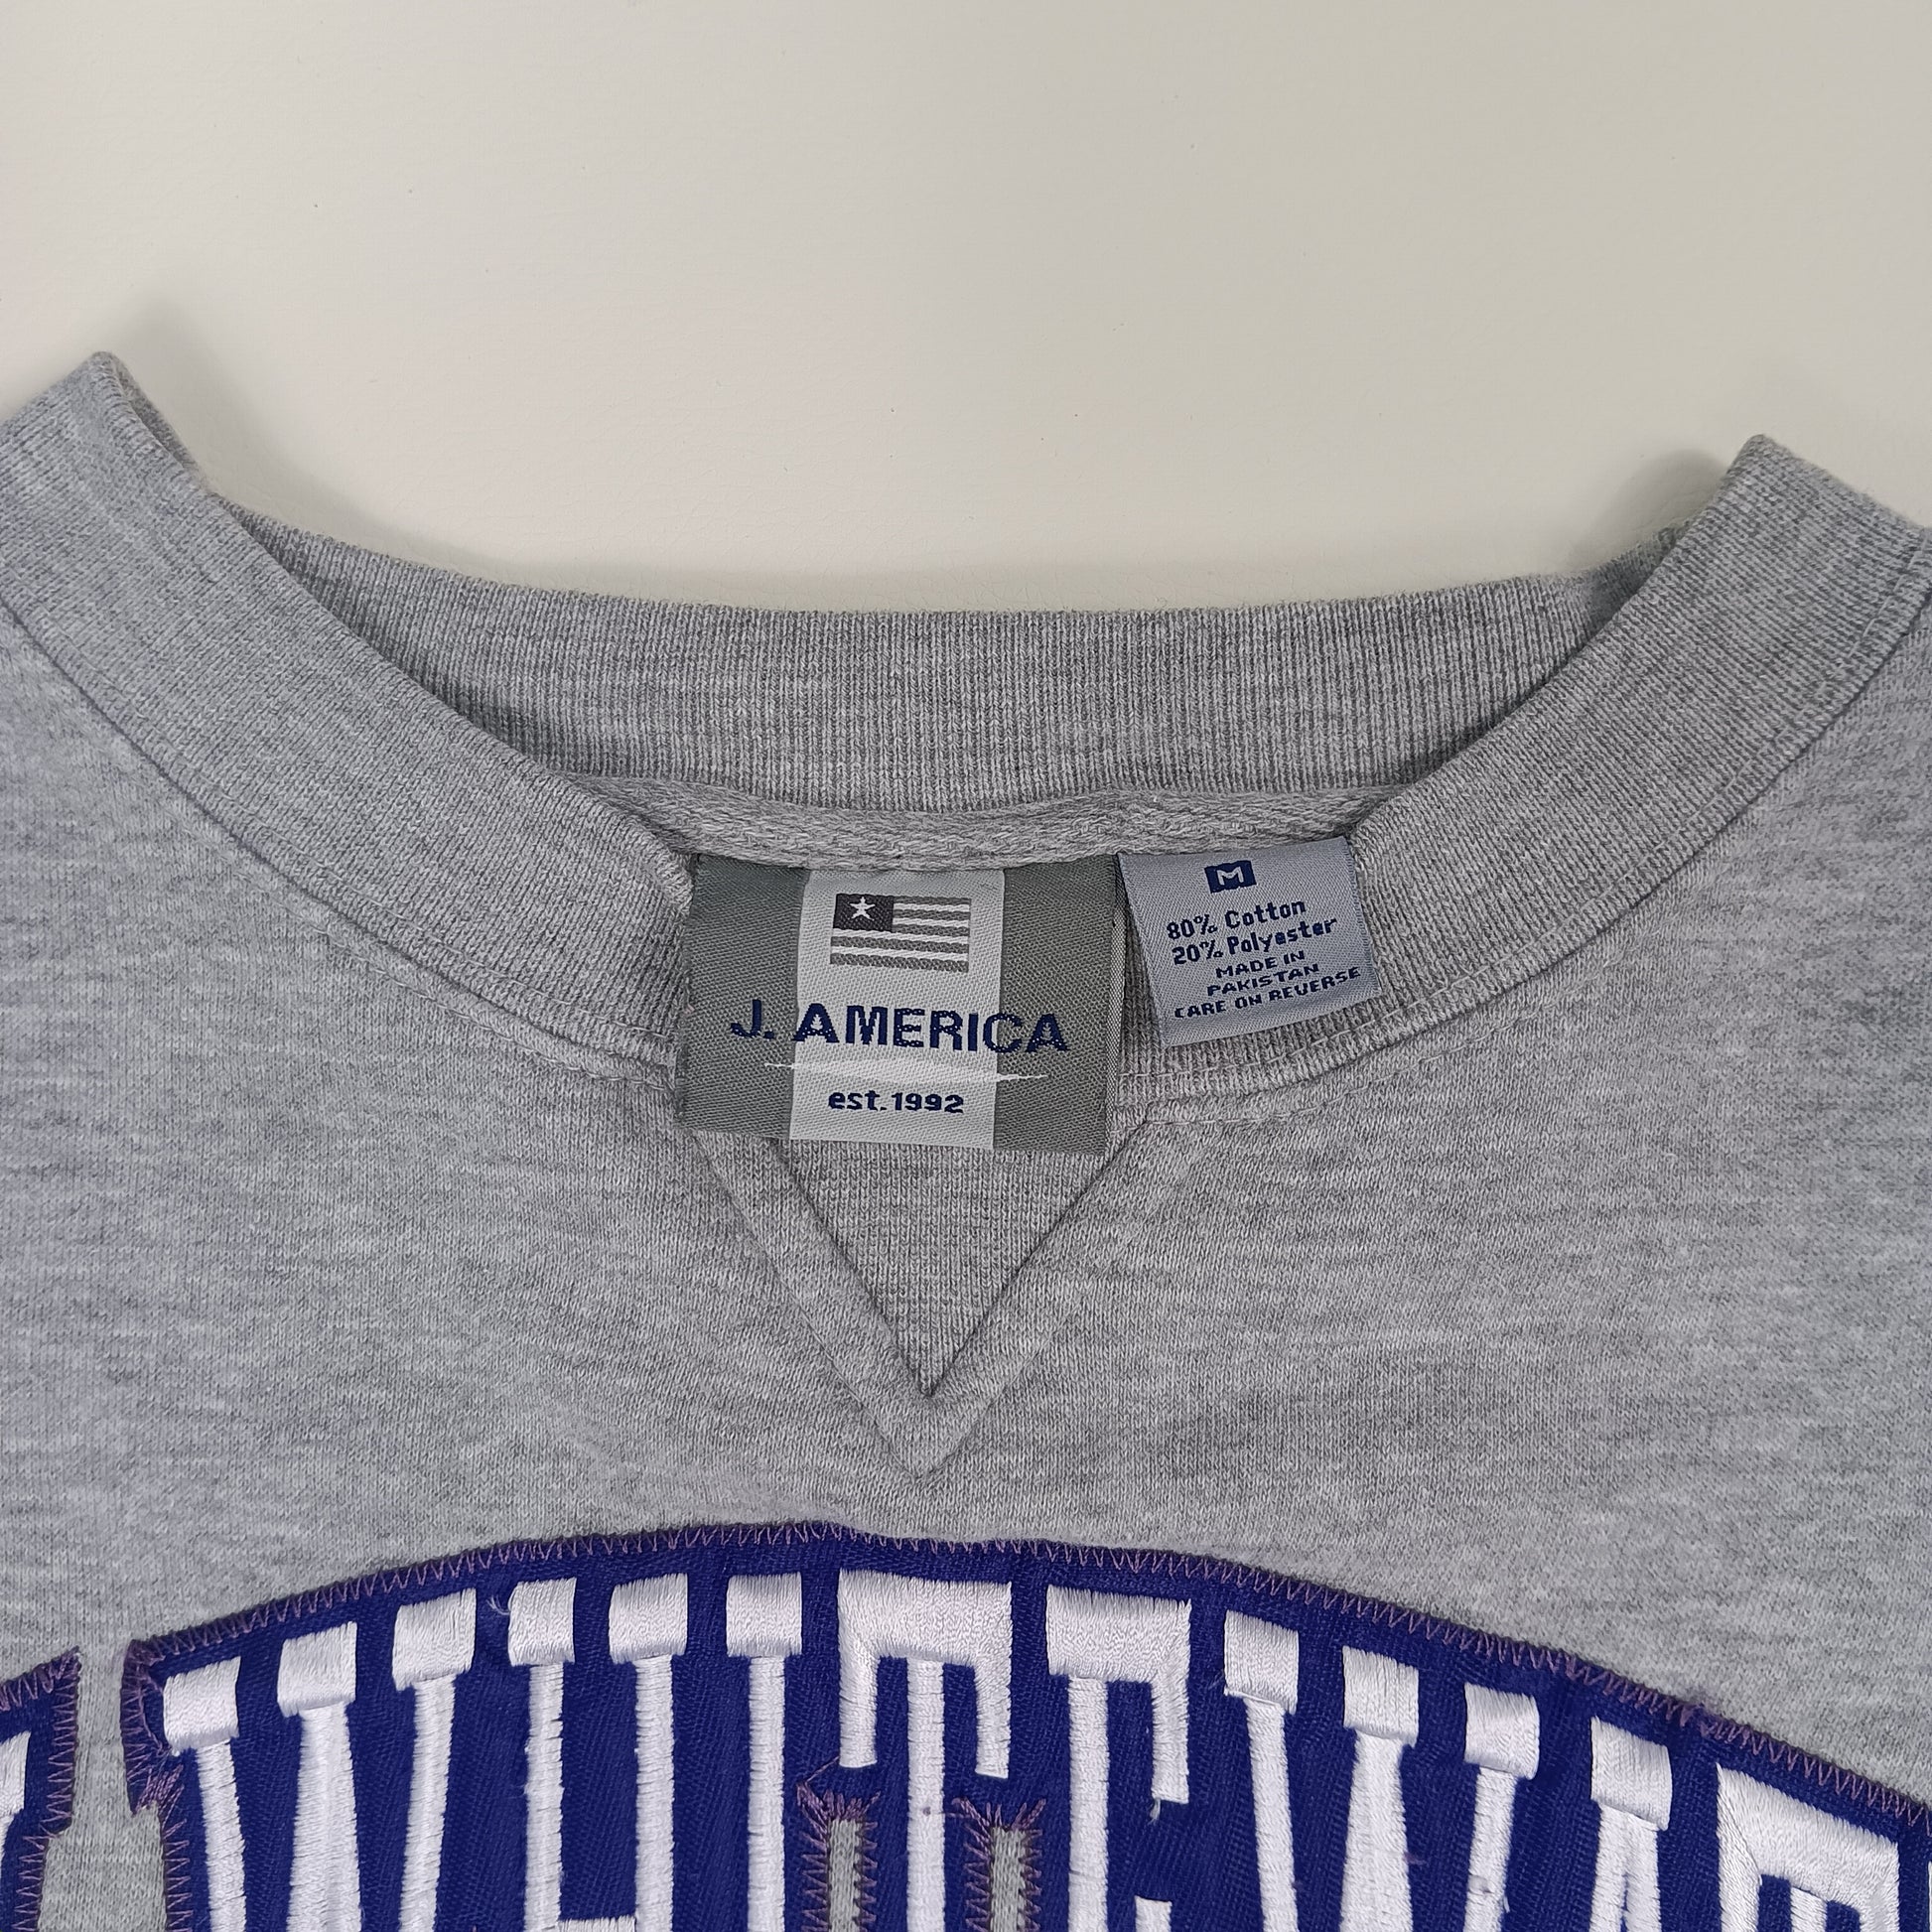 J. AMERICA
est. 1992
M
80% Cotton
20% Polyester
MADE IN
PAKISTAN
CARE ON REVERSE